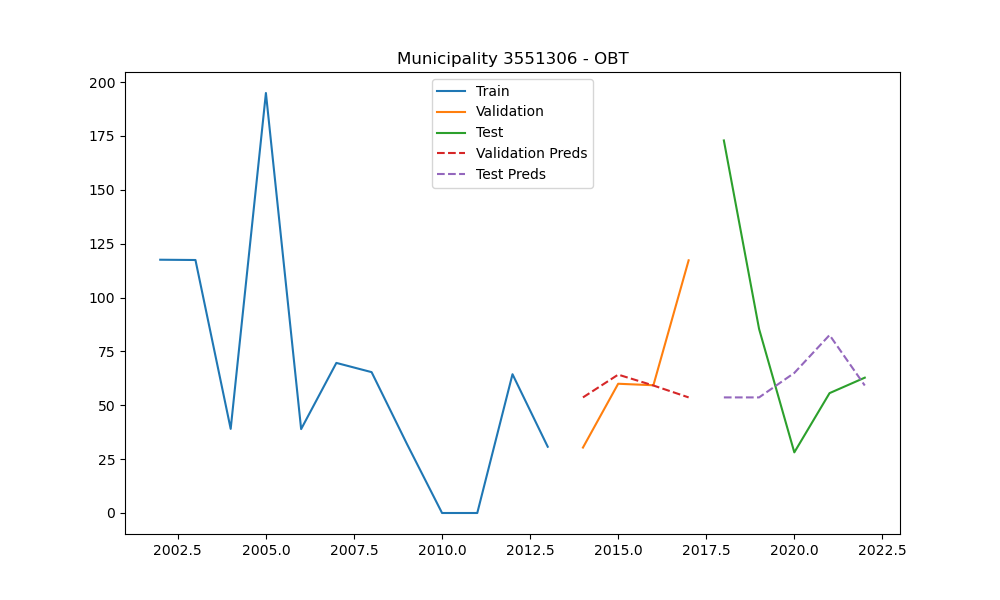 Municipality 3551306 - OBT
200
175
150
125
100
75
50
25
0
Train
Validation
Test
Validation Preds
Test Preds
2002.5 2005.0 2007.5 2010.0 2012.5 2015.0 2017.5 2020.0 2022.5